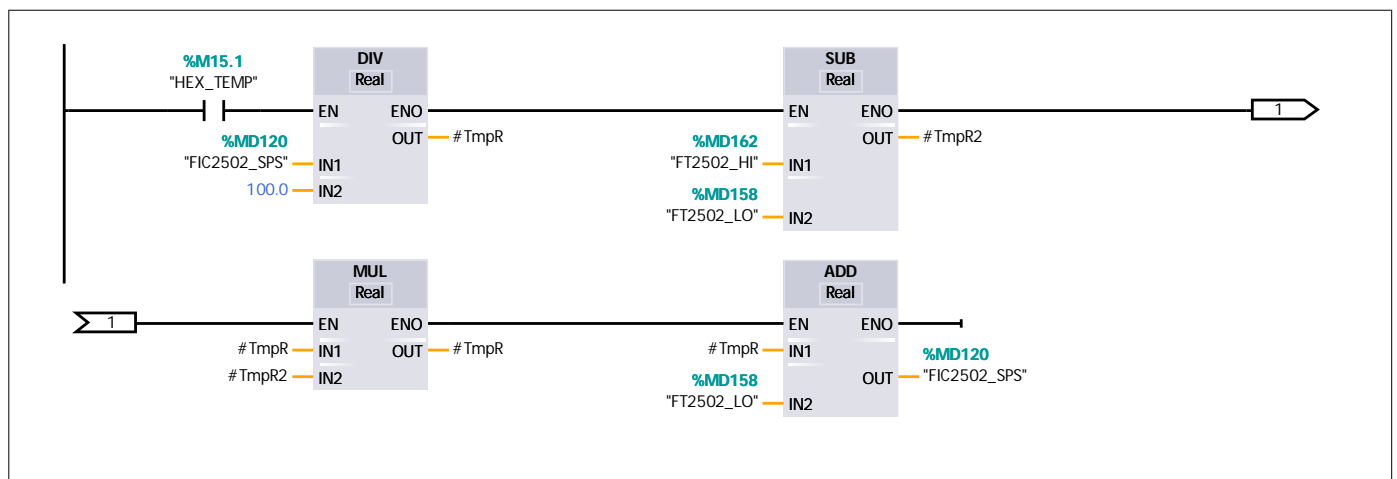 %M15.1
"HEX_TEMP"
DIV
Real
EN ENO
OUT #TmpR
%MD120
"FIC2502_SPS" IN1
100.0 IN2
SUB
Real
EN ENO
OUT #TmpR2
%MD162
"FT2502_HI" IN1
%MD158
"FT2502_LO" IN2
1
1
MUL
Real
EN ENO
#TmpR IN1 OUT #TmpR
#TmpR2 IN2
ADD
Real
EN ENO
#TmpR IN1
%MD120
OUT "FIC2502_SPS"
%MD158
"FT2502_LO" IN2